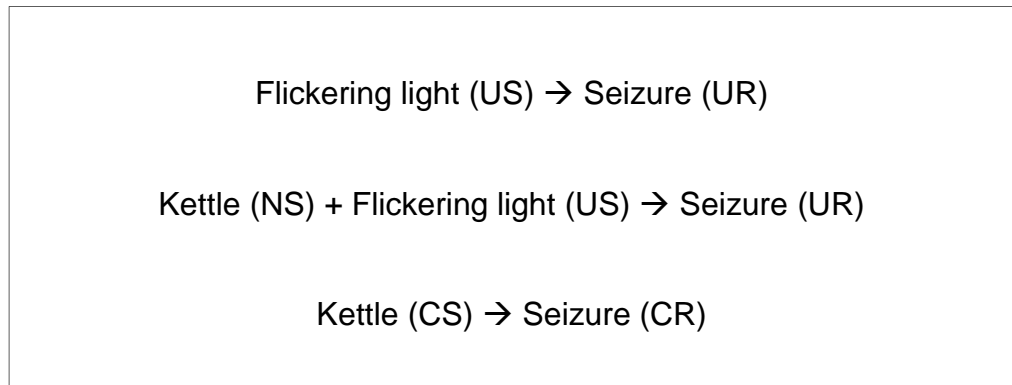 Flickering light (US) → Seizure (UR)
Kettle (NS) + Flickering light (US) → Seizure (UR)
Kettle (CS) → Seizure (CR)